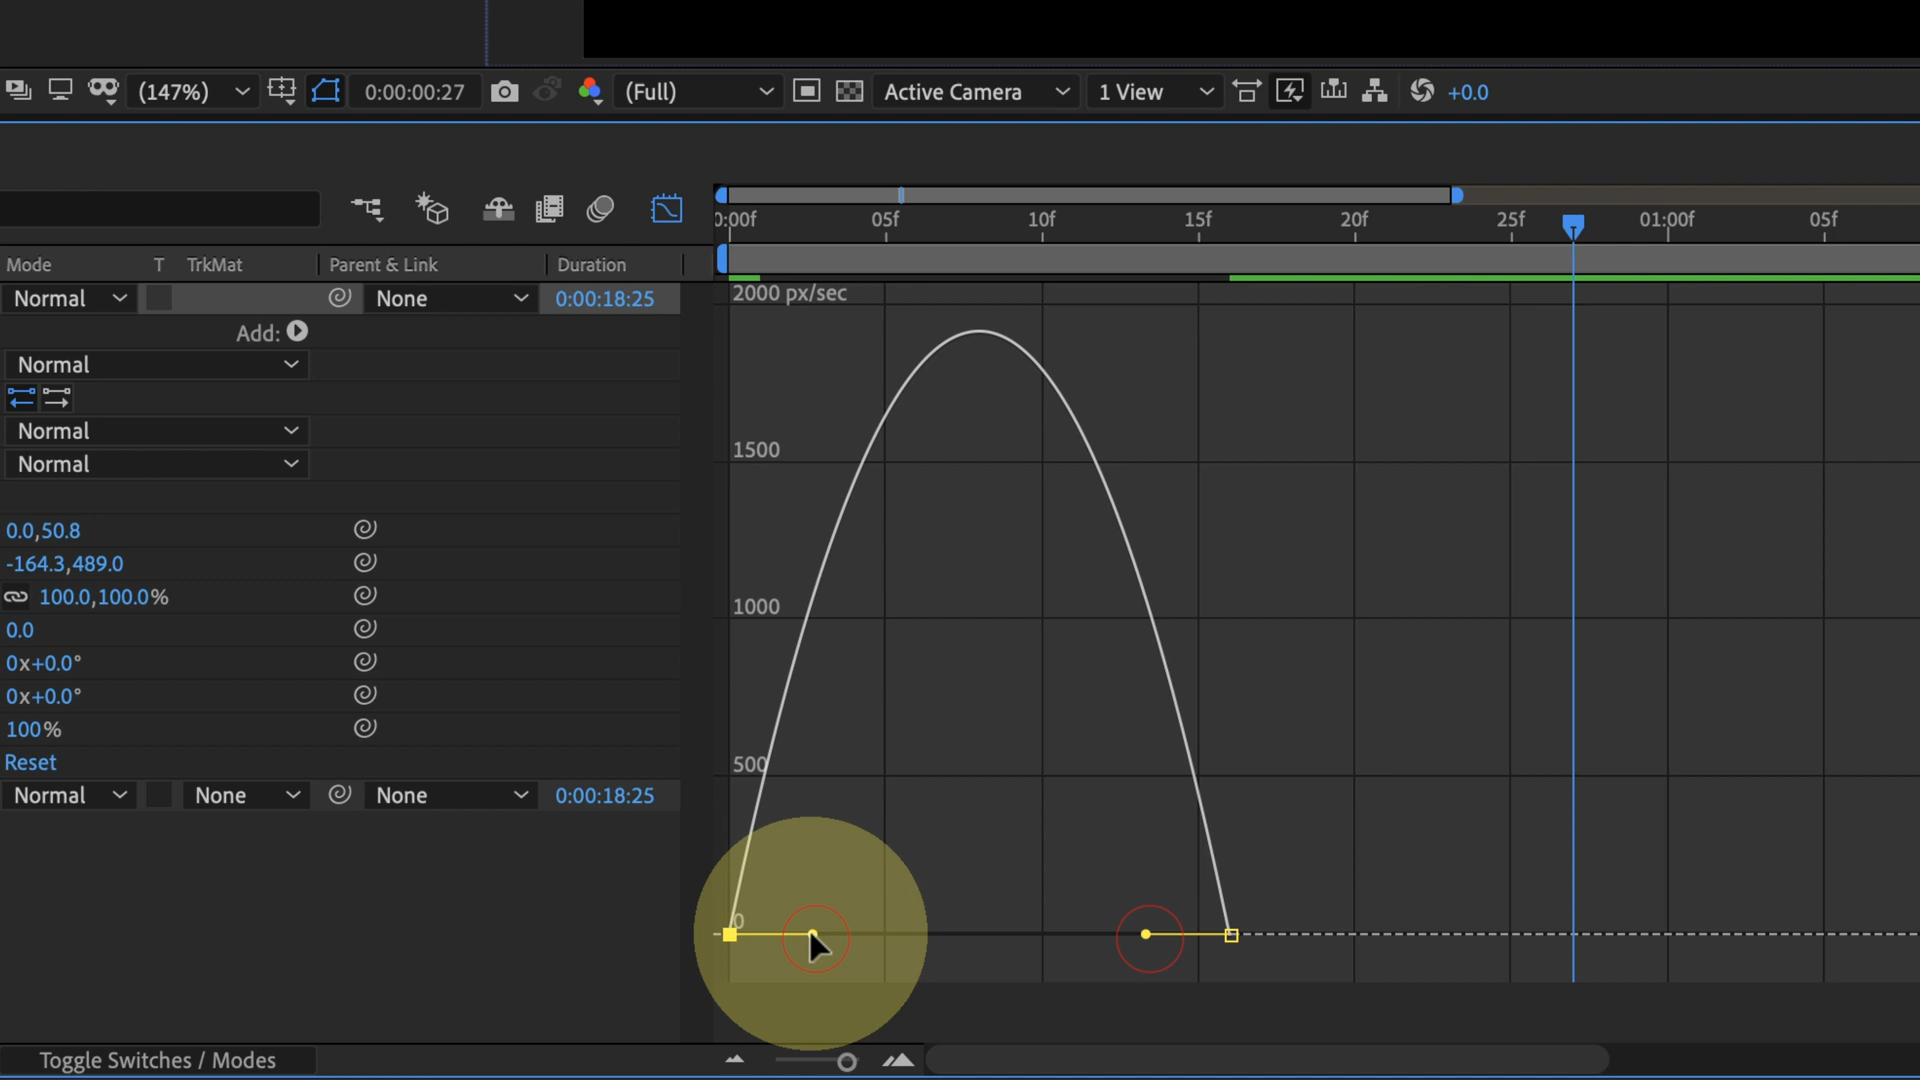 (147%) 0:00:00:27 (Full) Active Camera 1 View +0.0
0:00f 05f 10f 15f 20f 25f 01:00f 05f
Mode T TrkMat Parent & Link Duration
Normal None 0:00:18:25
2000 px/sec
Add:
Normal
Normal
1500
Normal
0.0,50.8
-164.3,489.0
100.0,100.0%
1000
0.0
0x+0.0°
0x+0.0°
100%
Reset
500
Normal None None 0:00:18:25
0
Toggle Switches / Modes